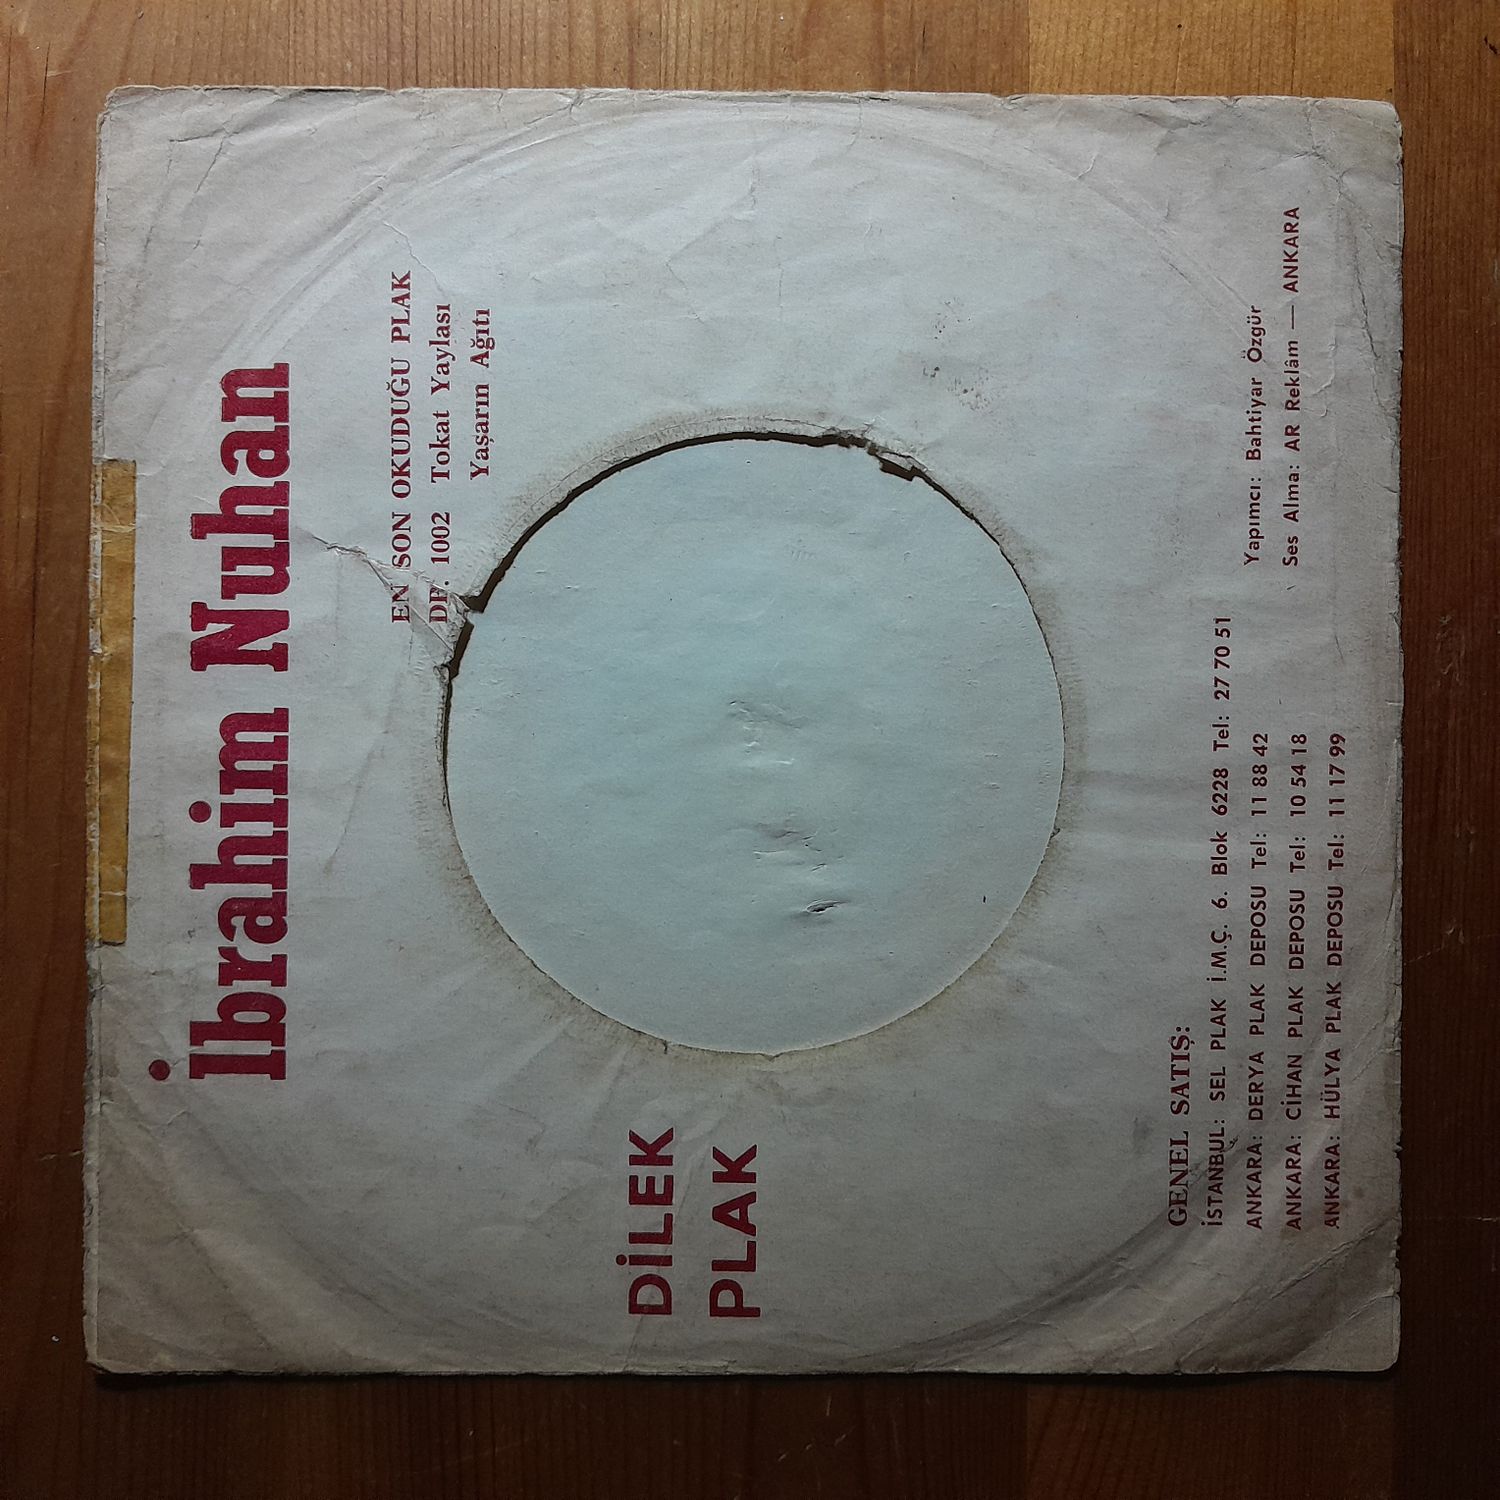 İbrahim Nuhan
EN SON OKUDUĞU PLAK
DP. 1002 Tokat Yaylası
Yaşarın Ağıtı
DİLEK
PLAK
GENEL SATIŞ:
İSTANBUL: SEL PLAK İ.M.Ç. 6. Blok 6228 Tel: 27 70 51
ANKARA: DERYA PLAK DEPOSU Tel: 11 88 42
ANKARA: CİHAN PLAK DEPOSU Tel: 10 54 18
ANKARA: HÜLYA PLAK DEPOSU Tel: 11 17 99
Yapımcı: Bahtiyar Özgür
Ses Alma: AR Reklâm — ANKARA